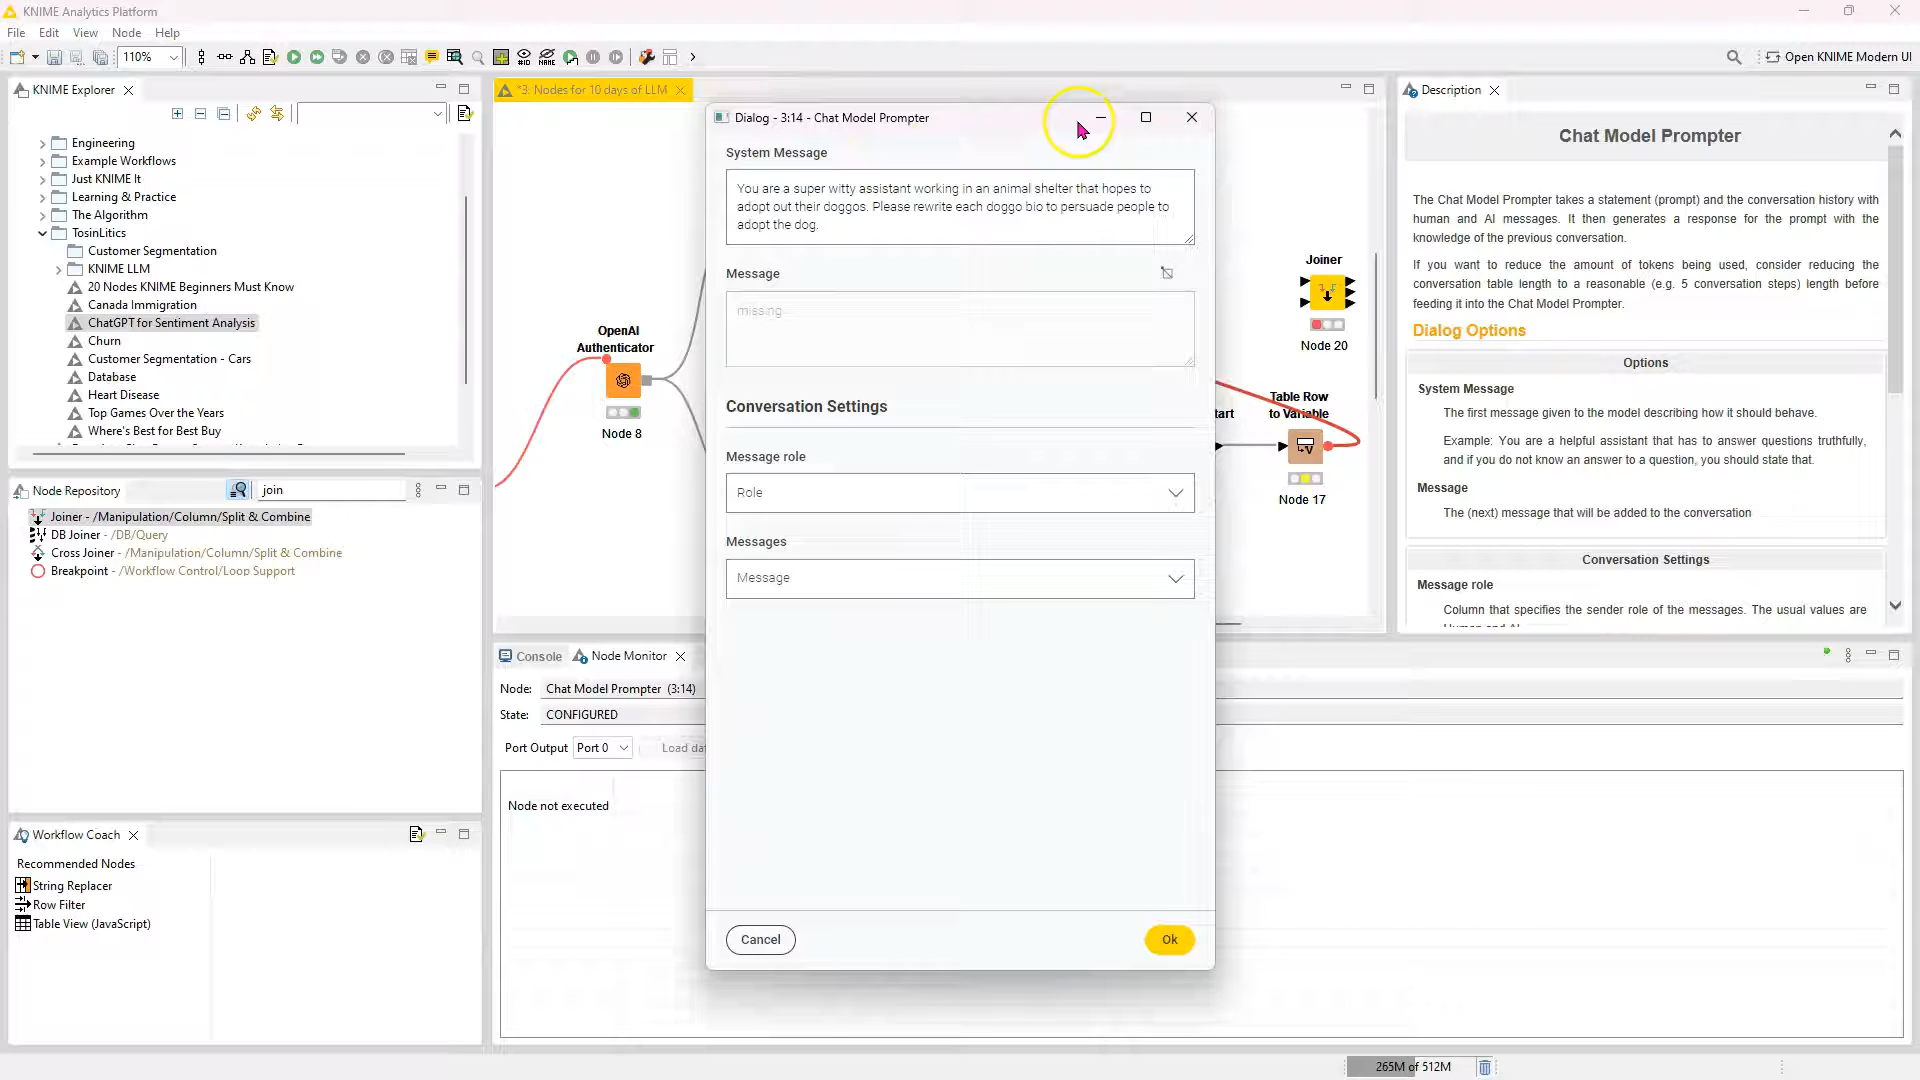 KNIME Analytics Platform
File Edit View Node Help
110%
Open KNIME Modern UI
KNIME Explorer
Engineering
Example Workflows
Just KNIME It
Learning & Practice
The Algorithm
TosinLitics
Customer Segmentation
KNIME LLM
20 Nodes KNIME Beginners Must Know
Canada Immigration
ChatGPT for Sentiment Analysis
Churn
Customer Segmentation - Cars
Database
Heart Disease
Top Games Over the Years
Where's Best for Best Buy
Node Repository
join
Joiner - /Manipulation/Column/Split & Combine
DB Joiner - /DB/Query
Cross Joiner - /Manipulation/Column/Split & Combine
Breakpoint - /Workflow Control/Loop Support
Workflow Coach
Recommended Nodes
String Replacer
Row Filter
Table View (JavaScript)
*3: Nodes for 10 days of LLM
OpenAI
Authenticator
Node 8
Dialog - 3:14 - Chat Model Prompter
System Message
You are a super witty assistant working in an animal shelter that hopes to
adopt out their doggos. Please rewrite each doggo bio to persuade people to
adopt the dog.
Message
missing
Conversation Settings
Message role
Role
Messages
Message
Cancel
Ok
Joiner
Node 20
tart
Table Row
to Variable
Node 17
Console
Node Monitor
Node: Chat Model Prompter (3:14)
State: CONFIGURED
Port Output Port 0 Load dat
Node not executed
Description
Chat Model Prompter
The Chat Model Prompter takes a statement (prompt) and the conversation history with
human and AI messages. It then generates a response for the prompt with the
knowledge of the previous conversation.
If you want to reduce the amount of tokens being used, consider reducing the
conversation table length to a reasonable (e.g. 5 conversation steps) length before
feeding it into the Chat Model Prompter.
Dialog Options
Options
System Message
The first message given to the model describing how it should behave.
Example: You are a helpful assistant that has to answer questions truthfully,
and if you do not know an answer to a question, you should state that.
Message
The (next) message that will be added to the conversation
Conversation Settings
Message role
Column that specifies the sender role of the messages. The usual values are
265M of 512M